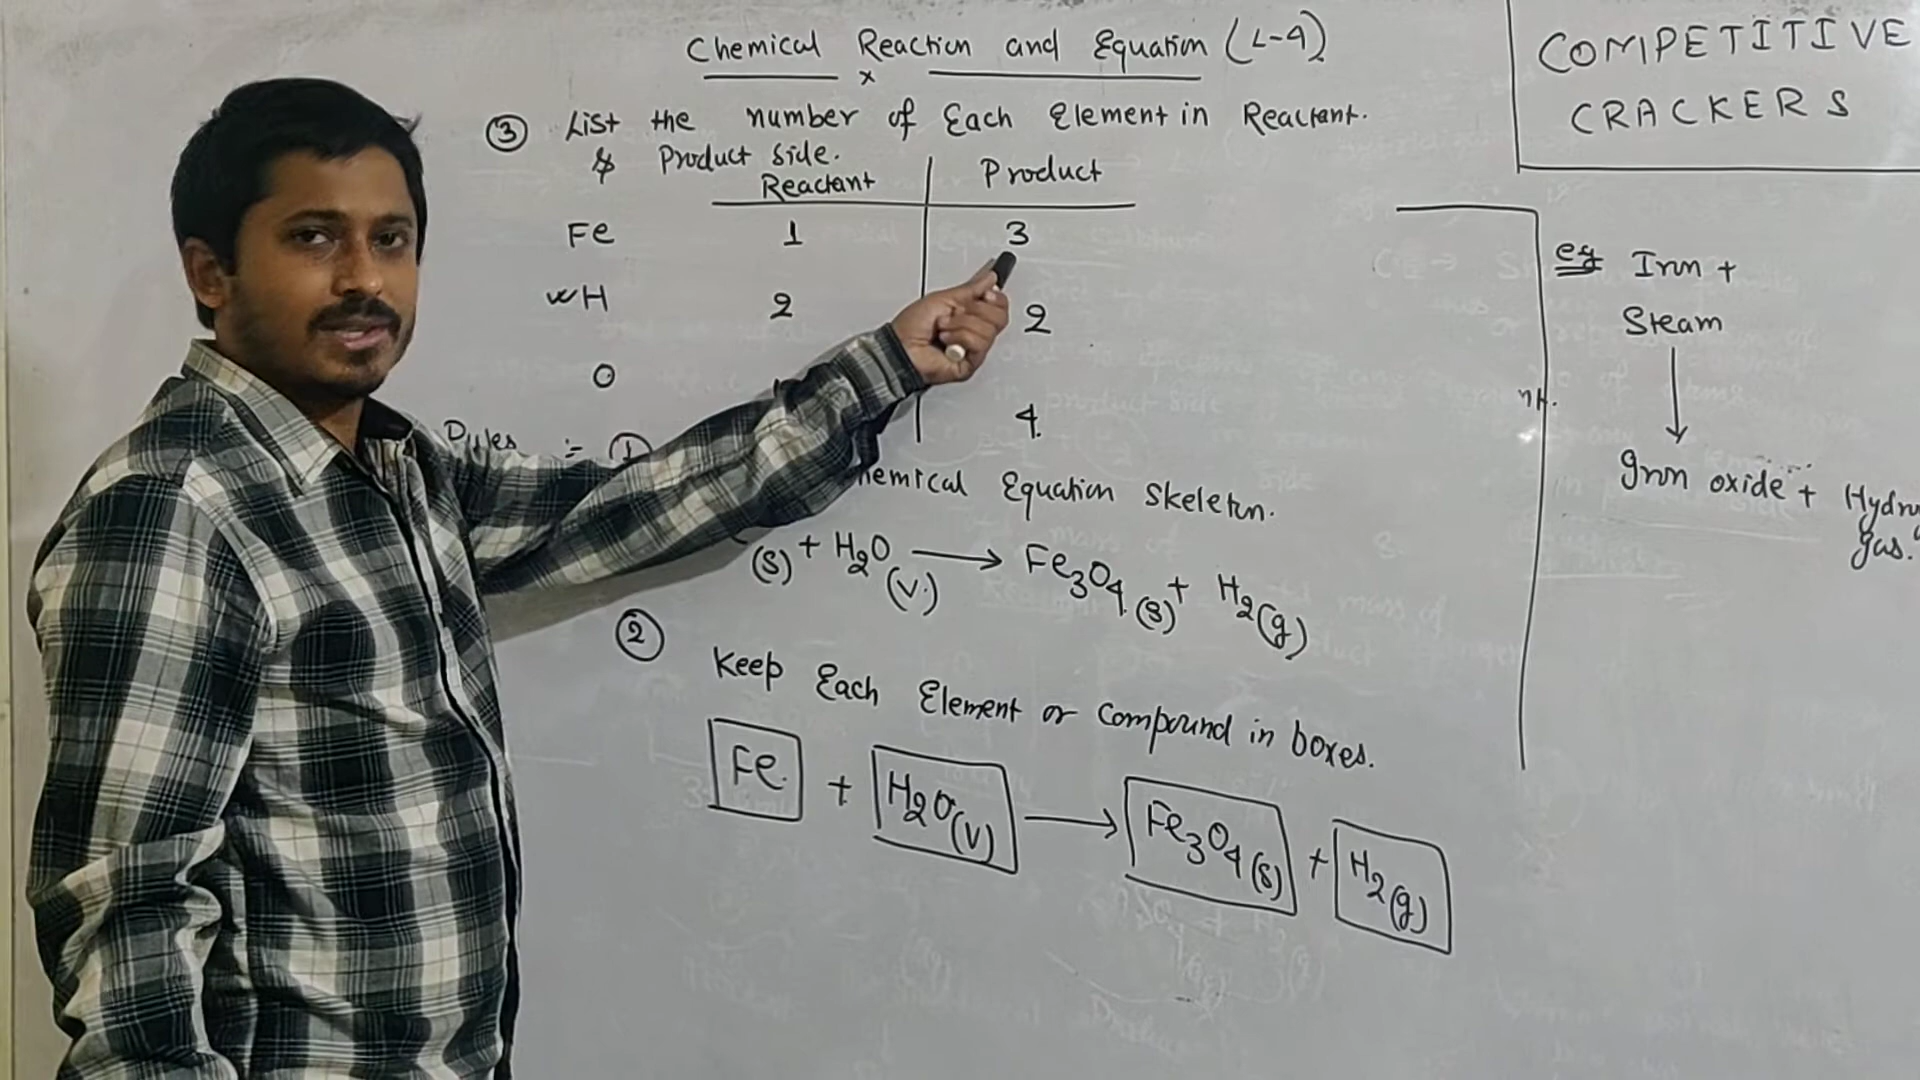 Chemical Reaction and Equation (L-4)
COMPETITIVE
CRACKERS
③ List the number of Each Element in Reactant.
& Product side.
Reactant Product
Fe 1 3
H 2 2
O
4
Rules :- ①
Chemical Equation Skeleton.
(s) + H₂O (v.) → Fe₃O₄ (s) + H₂(g)
②
Keep Each Element or Compound in boxes.
Fe. + H₂O(v) → Fe₃O₄(s) + H₂(g)
eg Iron +
Steam
↓
Iron oxide + 
gas.